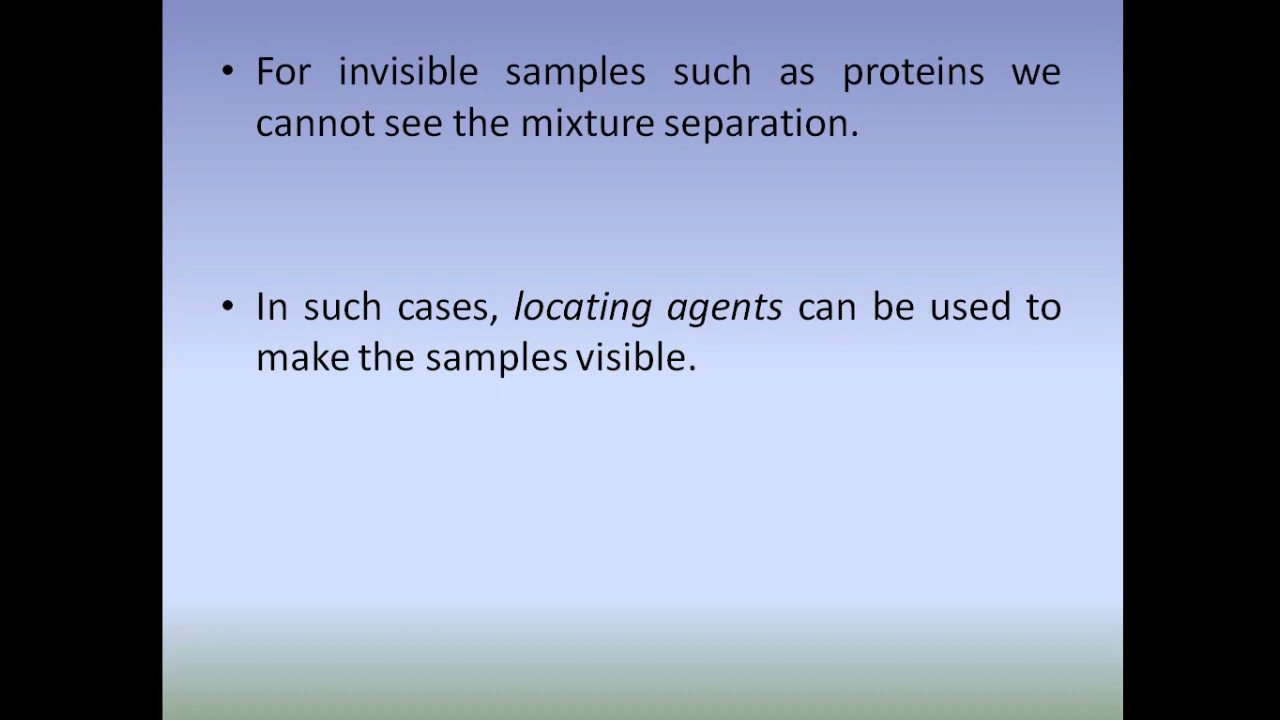 • For invisible samples such as proteins we
cannot see the mixture separation.
• In such cases, locating agents can be used to
make the samples visible.